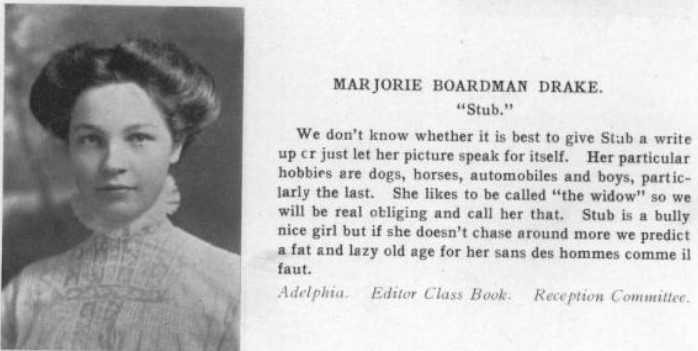 MARJORIE BOARDMAN DRAKE.
"Stub."
We don't know whether it is best to give Stub a write
up or just let her picture speak for itself. Her particular
hobbies are dogs, horses, automobiles and boys, partic-
larly the last. She likes to be called "the widow" so we
will be real obliging and call her that. Stub is a bully
nice girl but if she doesn't chase around more we predict
a fat and lazy old age for her sans des hommes comme il
faut.
Adelphia. Editor Class Book. Reception Committee.